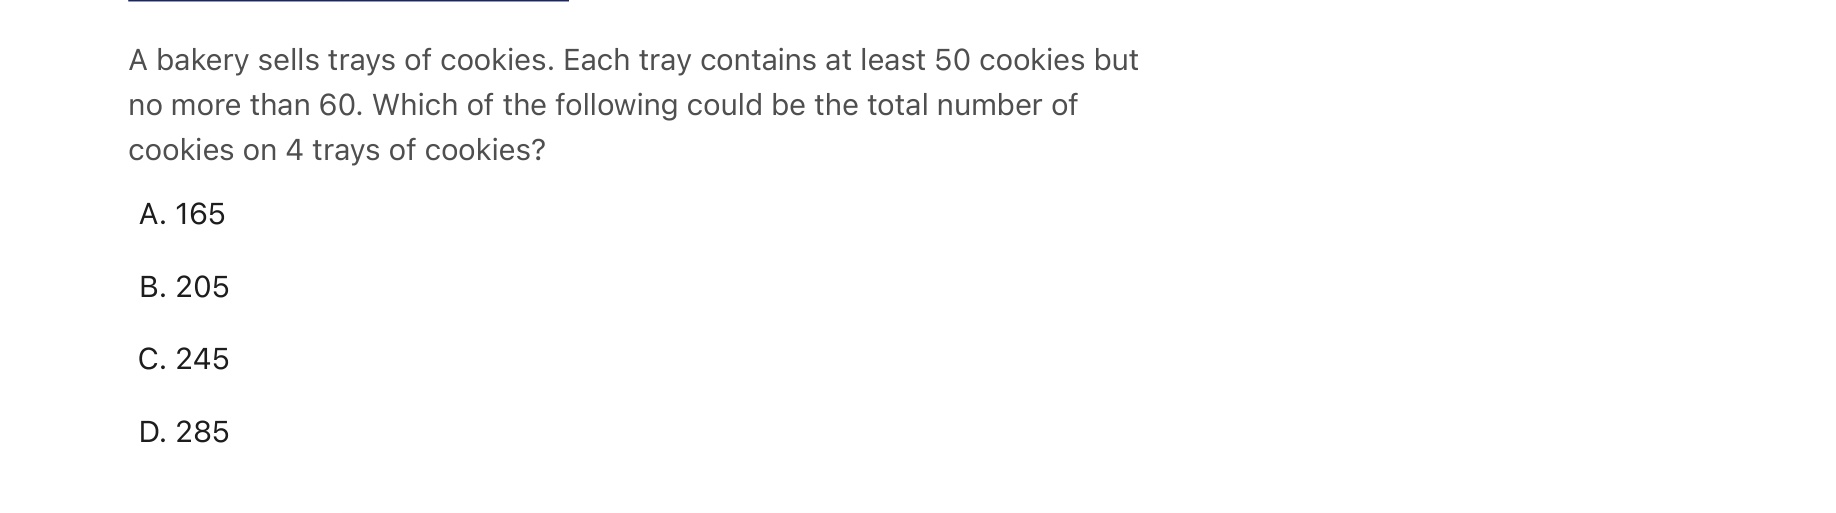 A bakery sells trays of cookies. Each tray contains at least 50 cookies but
no more than 60. Which of the following could be the total number of
cookies on 4 trays of cookies?
A. 165
B. 205
C. 245
D. 285